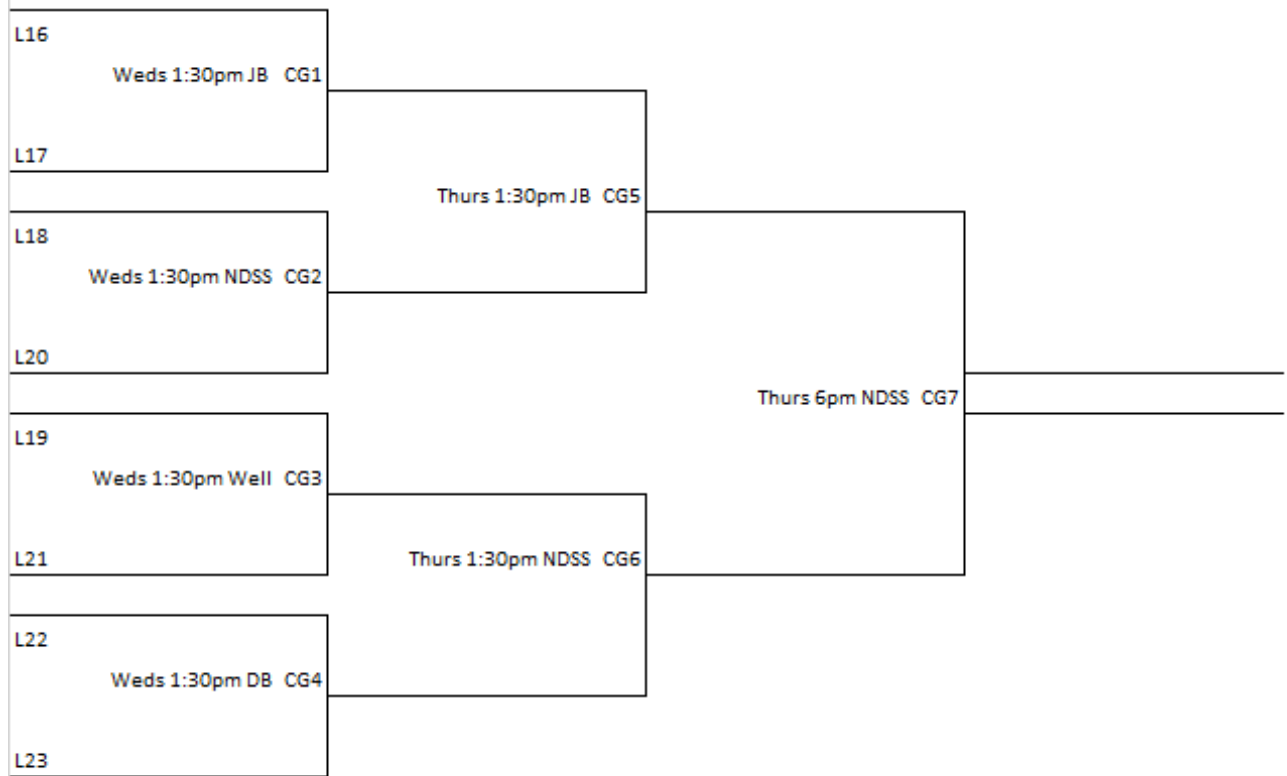 L16
Weds 1:30pm JB CG1
L17
Thurs 1:30pm JB CG5
L18
Weds 1:30pm NDSS CG2
L20
Thurs 6pm NDSS CG7
L19
Weds 1:30pm Well CG3
L21
Thurs 1:30pm NDSS CG6
L22
Weds 1:30pm DB CG4
L23